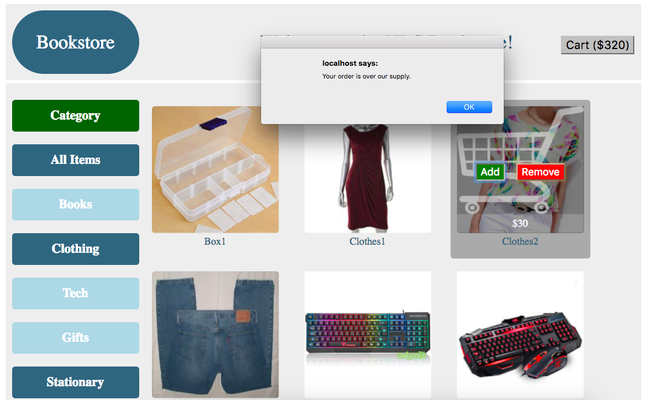 Bookstore
Cart ($320)
localhost says:
Your order is over our supply.
OK
Category
All Items
Books
Clothing
Tech
Gifts
Stationary
Add
Remove
$30
Box1
Clothes1
Clothes2